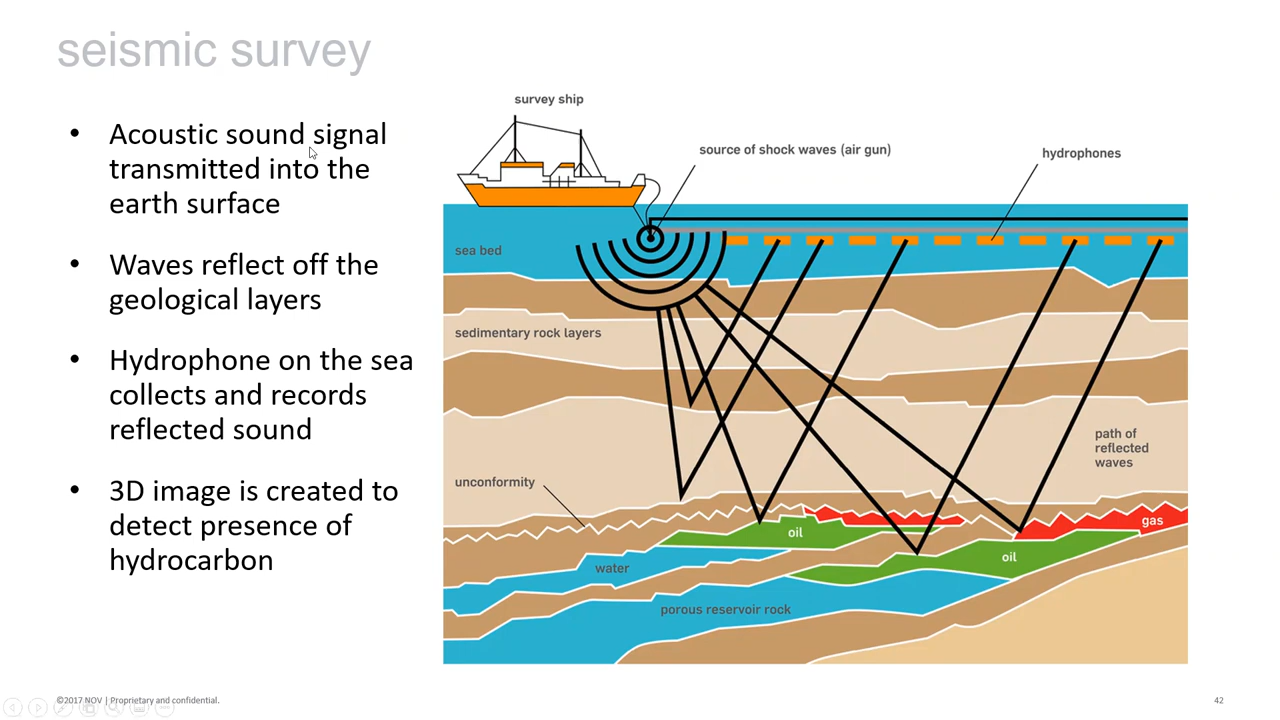 seismic survey
• Acoustic sound signal
transmitted into the
earth surface
• Waves reflect off the
geological layers
• Hydrophone on the sea
collects and records
reflected sound
• 3D image is created to
detect presence of
hydrocarbon
survey ship
source of shock waves (air gun)
hydrophones
sea bed
sedimentary rock layers
path of
reflected
waves
unconformity
gas
oil
oil
water
porous reservoir rock
©2017 NOV | Proprietary and confidential.
42